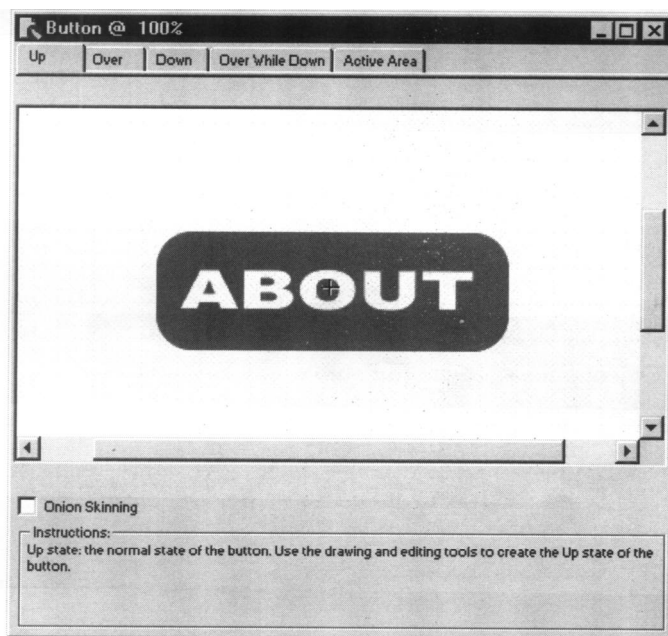 Button @ 100%
Up Over Down Over While Down Active Area
ABOUT
Onion Skinning
Instructions:
Up state: the normal state of the button. Use the drawing and editing tools to create the Up state of the
button.